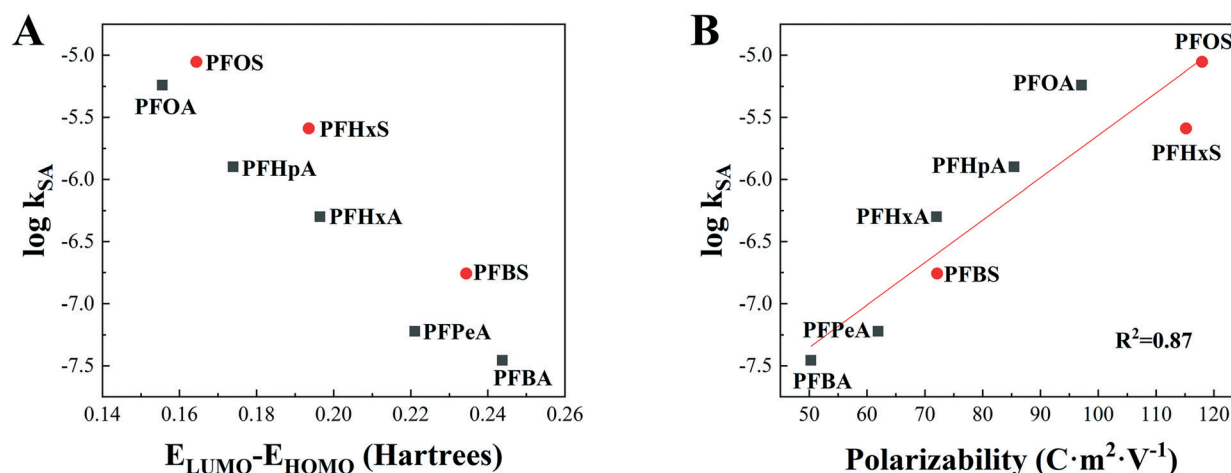 A
-5.0
-5.5
-6.0
-6.5
-7.0
-7.5
log k_SA
PFOS
PFOA
PFHxS
PFHpA
PFHxA
PFBS
PFPeA
PFBA
0.14 0.16 0.18 0.20 0.22 0.24 0.26
E_LUMO-E_HOMO (Hartrees)
B
-5.0
-5.5
-6.0
-6.5
-7.0
-7.5
log k_SA
PFOS
PFOA
PFHxS
PFHpA
PFHxA
PFBS
PFPeA
R²=0.87
PFBA
50 60 70 80 90 100 110 120
Polarizability (C·m²·V⁻¹)